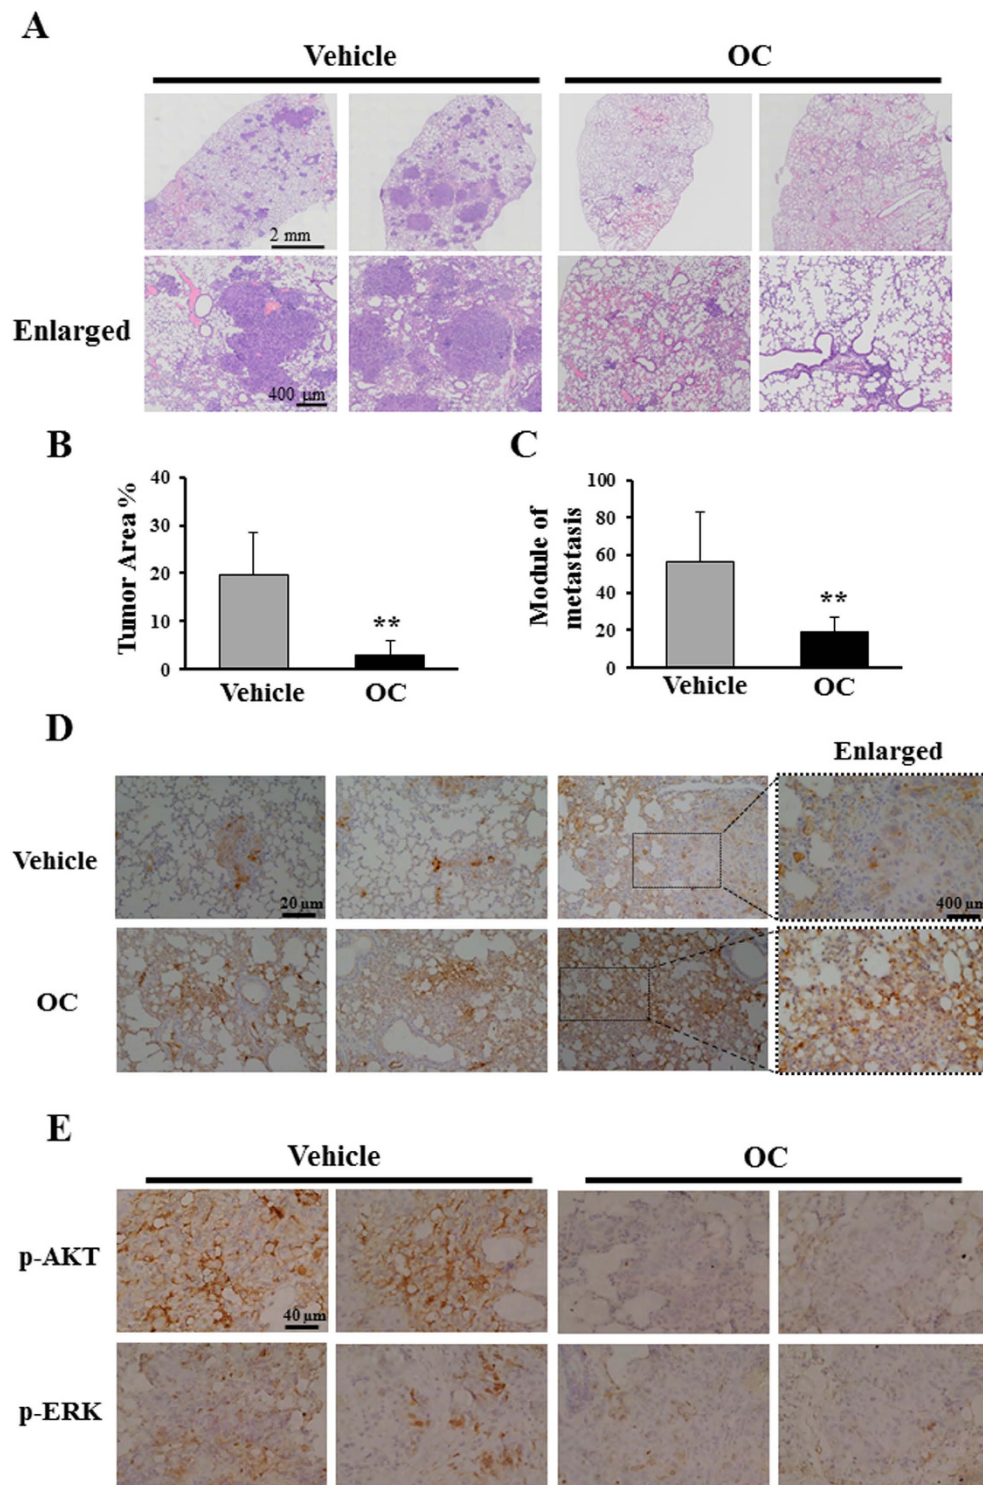 A
Vehicle
OC
2 mm
Enlarged
400 µm
B
Tumor Area %
40
30
20
10
0
**
Vehicle
OC
C
Module of
metastasis
100
80
60
40
20
0
**
Vehicle
OC
D
Enlarged
Vehicle
20 µm
400 µm
OC
E
Vehicle
OC
p-AKT
40 µm
p-ERK